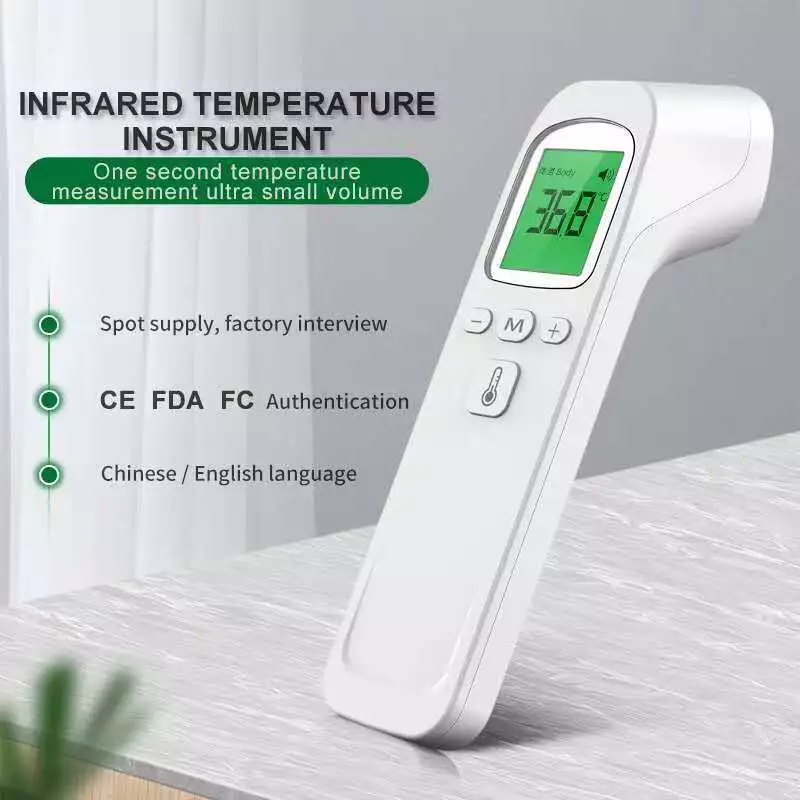 INFRARED TEMPERATURE
INSTRUMENT
One second temperature
measurement ultra small volume
Spot supply, factory interview
CE FDA FC Authentication
Chinese / English language
Body
36.8
°C
− M +